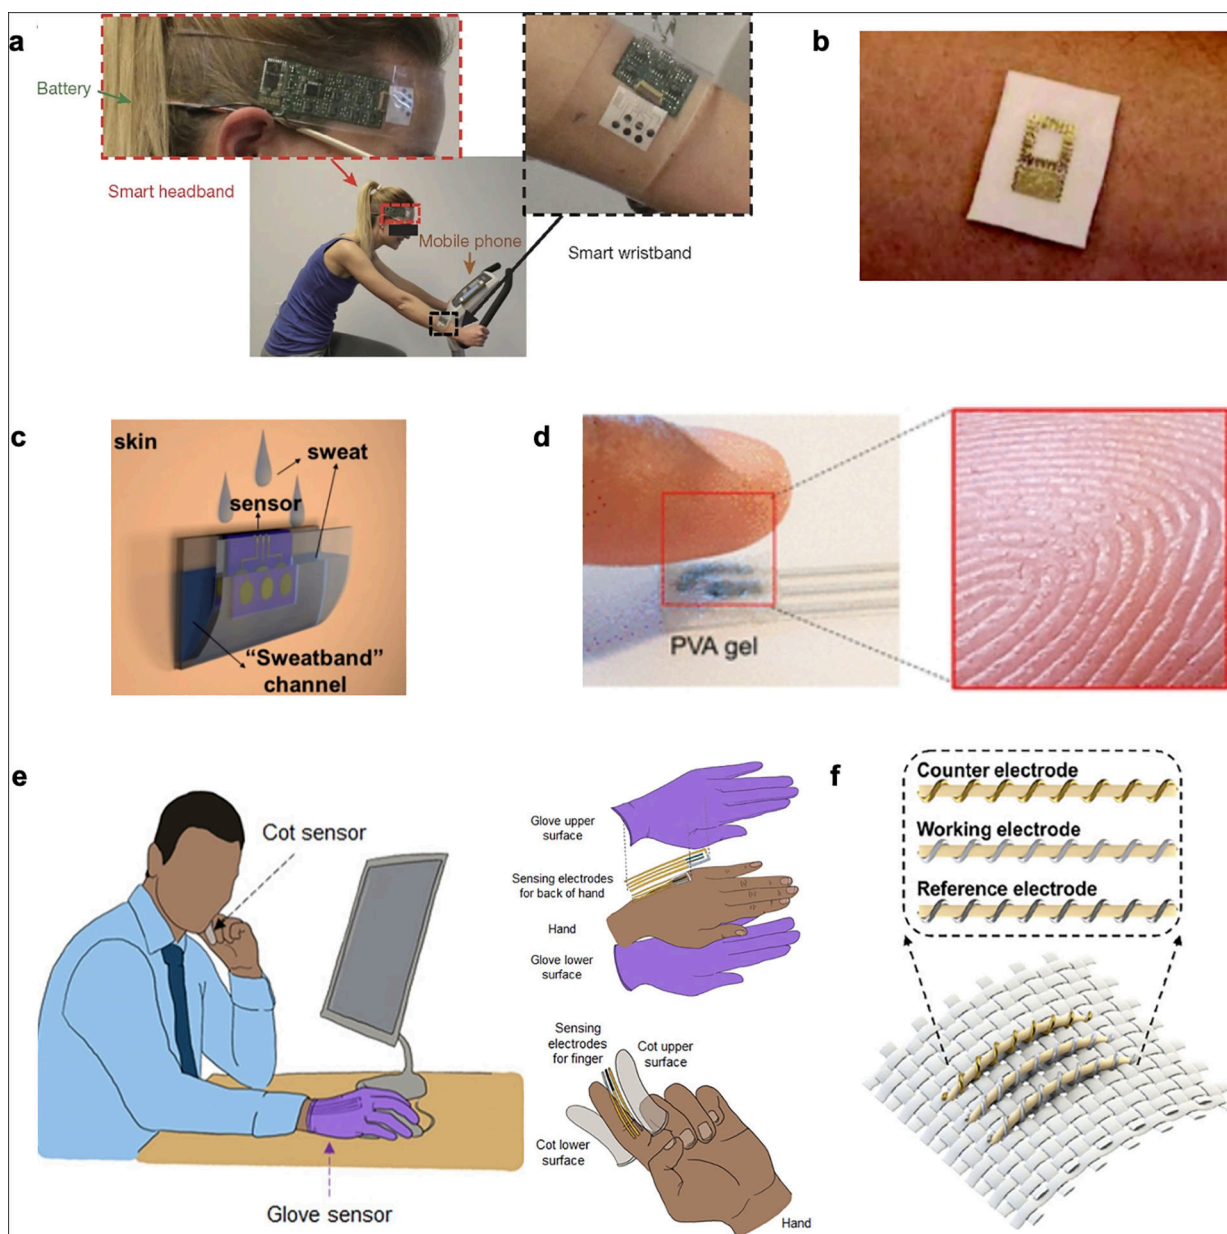 a
Battery
Smart headband
Mobile phone
Smart wristband
b
c
skin
sweat
sensor
“Sweatband”
channel
d
PVA gel
e
Cot sensor
Glove sensor
Glove upper
surface
Sensing electrodes
for back of hand
Hand
Glove lower
surface
Sensing
electrodes
for finger
Cot upper
surface
Cot lower
surface
Hand
f
Counter electrode
Working electrode
Reference electrode